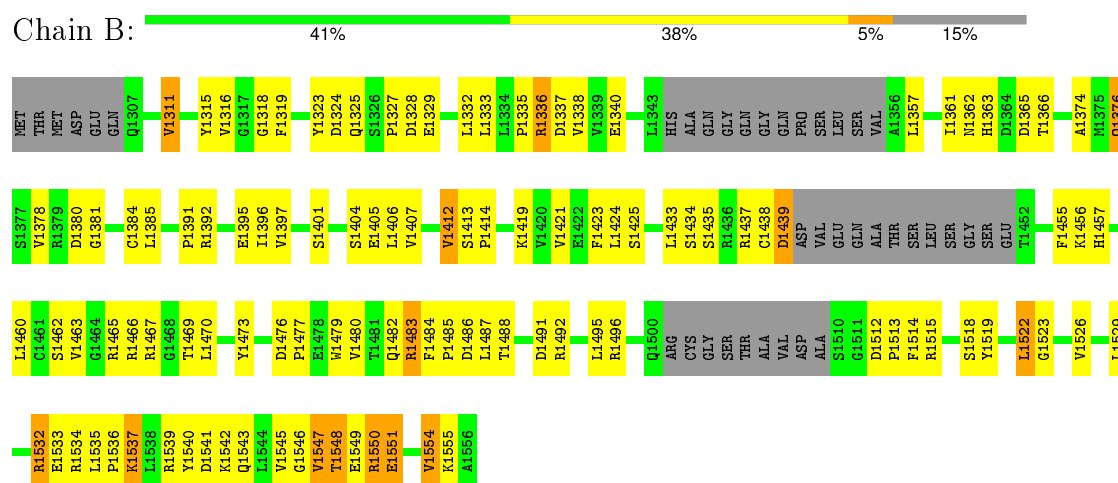 Chain B:
41% 38% 5% 15%
MET THR MET ASP GLU GLN Q1307 V1311 Y1315 V1316 G1317 G1318 F1319 Y1323 D1324 Q1325 S1326 P1327 D1328 E1329 L1332 L1333 L1334 P1335 R1336 D1337 V1338 V1339 E1340 L1343 HIS ALA GLN GLY GLN GLY GLN PRO SER LEU SER VAL A1356 L1357 I1361 N1362 H1363 D1364 D1365 T1366 A1374 M1375 Q1376
S1377 V1378 R1379 D1380 G1381 C1384 L1385 P1391 R1392 E1395 I1396 V1397 S1401 S1404 E1405 L1406 V1407 V1412 S1413 P1414 K1419 V1420 V1421 E1422 F1423 L1424 S1425 L1433 S1434 S1435 R1436 R1437 C1438 D1439 ASP VAL GLU GLN ALA THR SER LEU SER GLY SER GLU T1452 F1455 K1456 H1457
L1460 C1461 S1462 V1463 G1464 R1465 R1466 R1467 G1468 T1469 L1470 Y1473 D1476 P1477 E1478 W1479 V1480 T1481 Q1482 R1483 F1484 P1485 D1486 L1487 T1488 D1491 R1492 L1495 R1496 Q1500 ARG CYS GLY SER THR ALA VAL ASP ALA S1510 G1511 D1512 P1513 F1514 R1515 S1518 Y1519 L1522 G1523 V1526 L1529
R1532 E1533 R1534 L1535 P1536 K1537 L1538 R1539 Y1540 D1541 K1542 Q1543 L1544 V1545 G1546 V1547 T1548 E1549 R1550 E1551 V1554 K1555 A1556